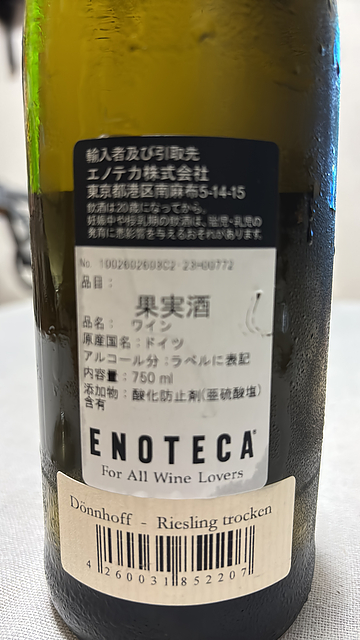 輸入者及び引取先
エノテカ株式会社
東京都港区南麻布5-14-15
飲酒は20歳になってから。
妊娠中や授乳期の飲酒は、胎児・乳児の
発育に悪影響を与えるおそれがあります。
No. 1002602603C2-23H00772
品目：
果実酒
品名： ワイン
原産国名：ドイツ
アルコール分：ラベルに表記
内容量：750 ml
添加物：酸化防止剤(亜硫酸塩)
含有
ENOTECA
For All Wine Lovers
Dönnhoff - Riesling trocken
4 260031 852207